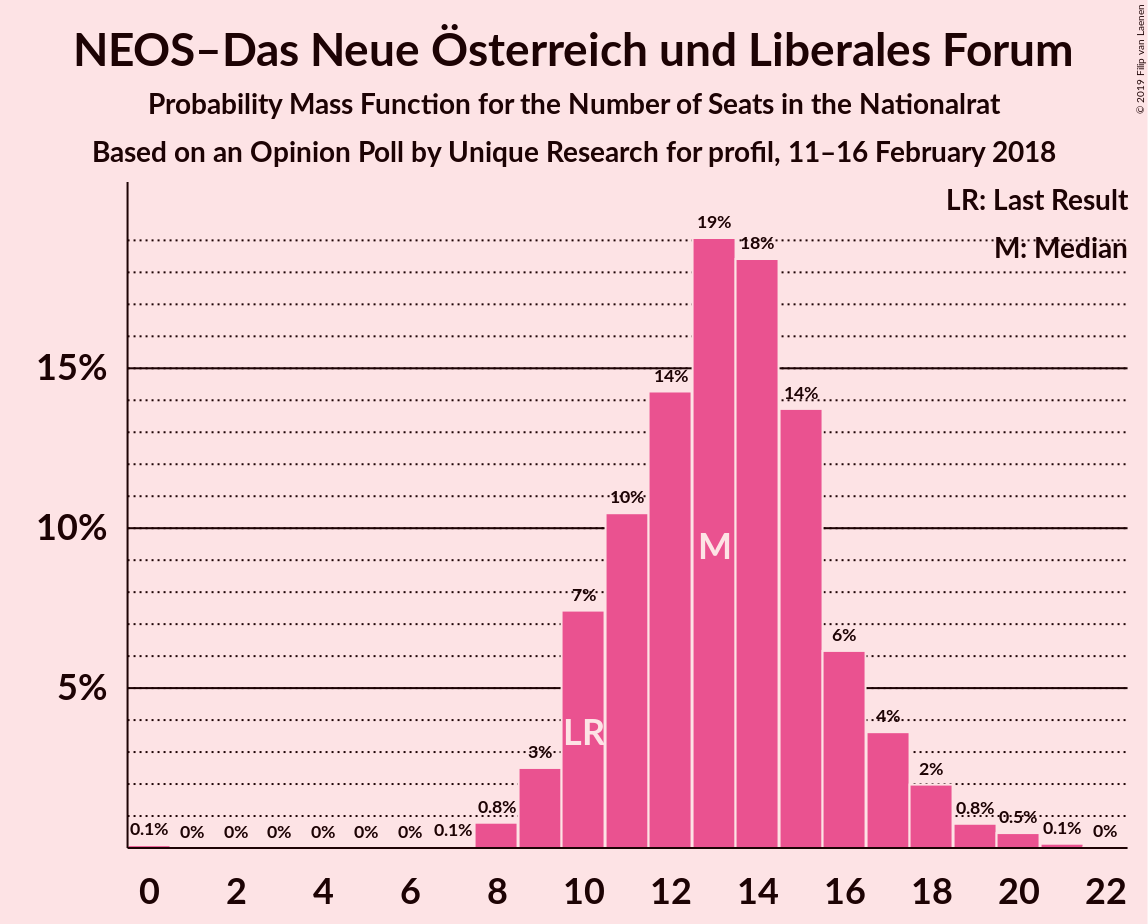 NEOS–Das Neue Österreich und Liberales Forum
Probability Mass Function for the Number of Seats in the Nationalrat
Based on an Opinion Poll by Unique Research for profil, 11–16 February 2018
© 2019 Filip van Laenen
LR: Last Result
M: Median
19%
18%
15%
14%
14%
10%
10%
M
7%
6%
5%
4%
LR
3%
2%
0.8%
0.8%
0.5%
0.1% 0% 0% 0% 0% 0% 0% 0.1%
0.1% 0%
0 2 4 6 8 10 12 14 16 18 20 22